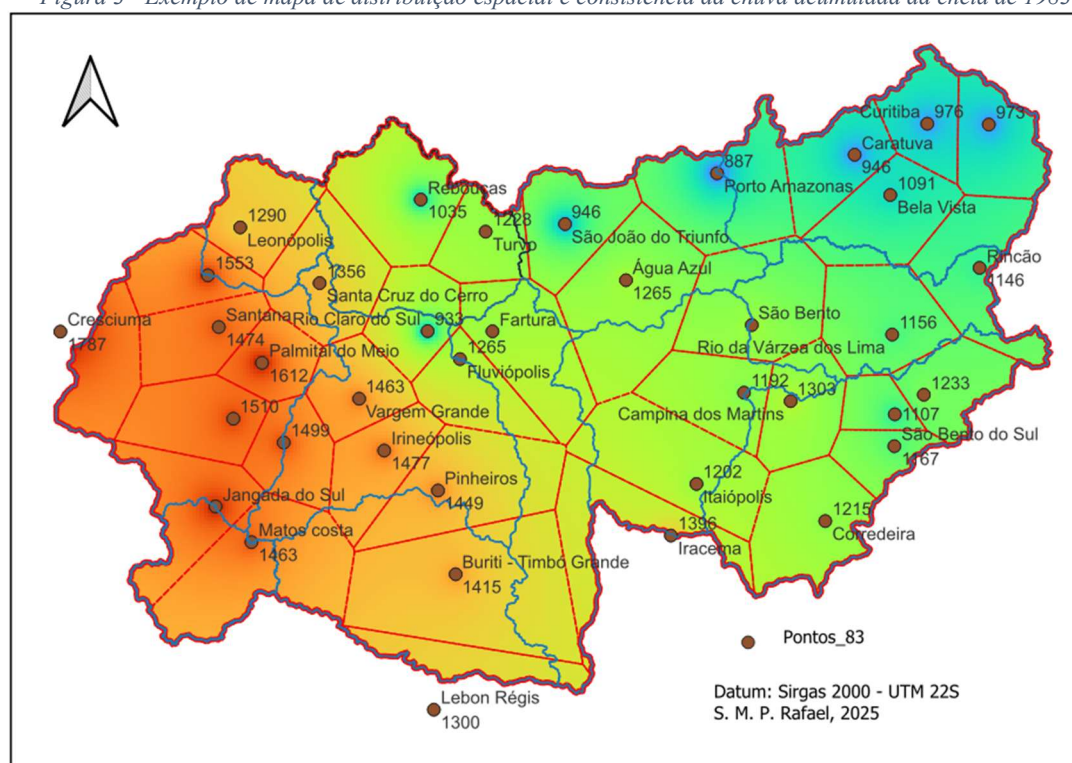 Figura 3 - Exemplo de mapa de distribuição espacial e consistência da chuva acumulada da cheia de 1983
Curitiba
976
973
Caratuva
946
887
Porto Amazonas
1091
Bela Vista
Rebouças
1035
1228
Turvo
946
São João do Triunfo
1290
Leonópolis
Rincão
1146
1553
1356
Santa Cruz do Cerro
Água Azul
1265
Cresciuma
1787
Santana
1474
Rio Claro do Sul
933
Fartura
São Bento
Rio da Várzea dos Lima
1156
Palmital do Meio
1612
1265
Fluviópolis
1463
Vargem Grande
1192
Campina dos Martins
1303
1233
1107
São Bento do Sul
1167
1510
1499
Irineópolis
1477
Pinheiros
1449
1202
Itaiópolis
Jangada do Sul
Matos costa
1463
1396
Iracema
1215
Corredeira
Buriti - Timbó Grande
1415
Pontos_83
Lebon Régis
1300
Datum: Sirgas 2000 - UTM 22S
S. M. P. Rafael, 2025